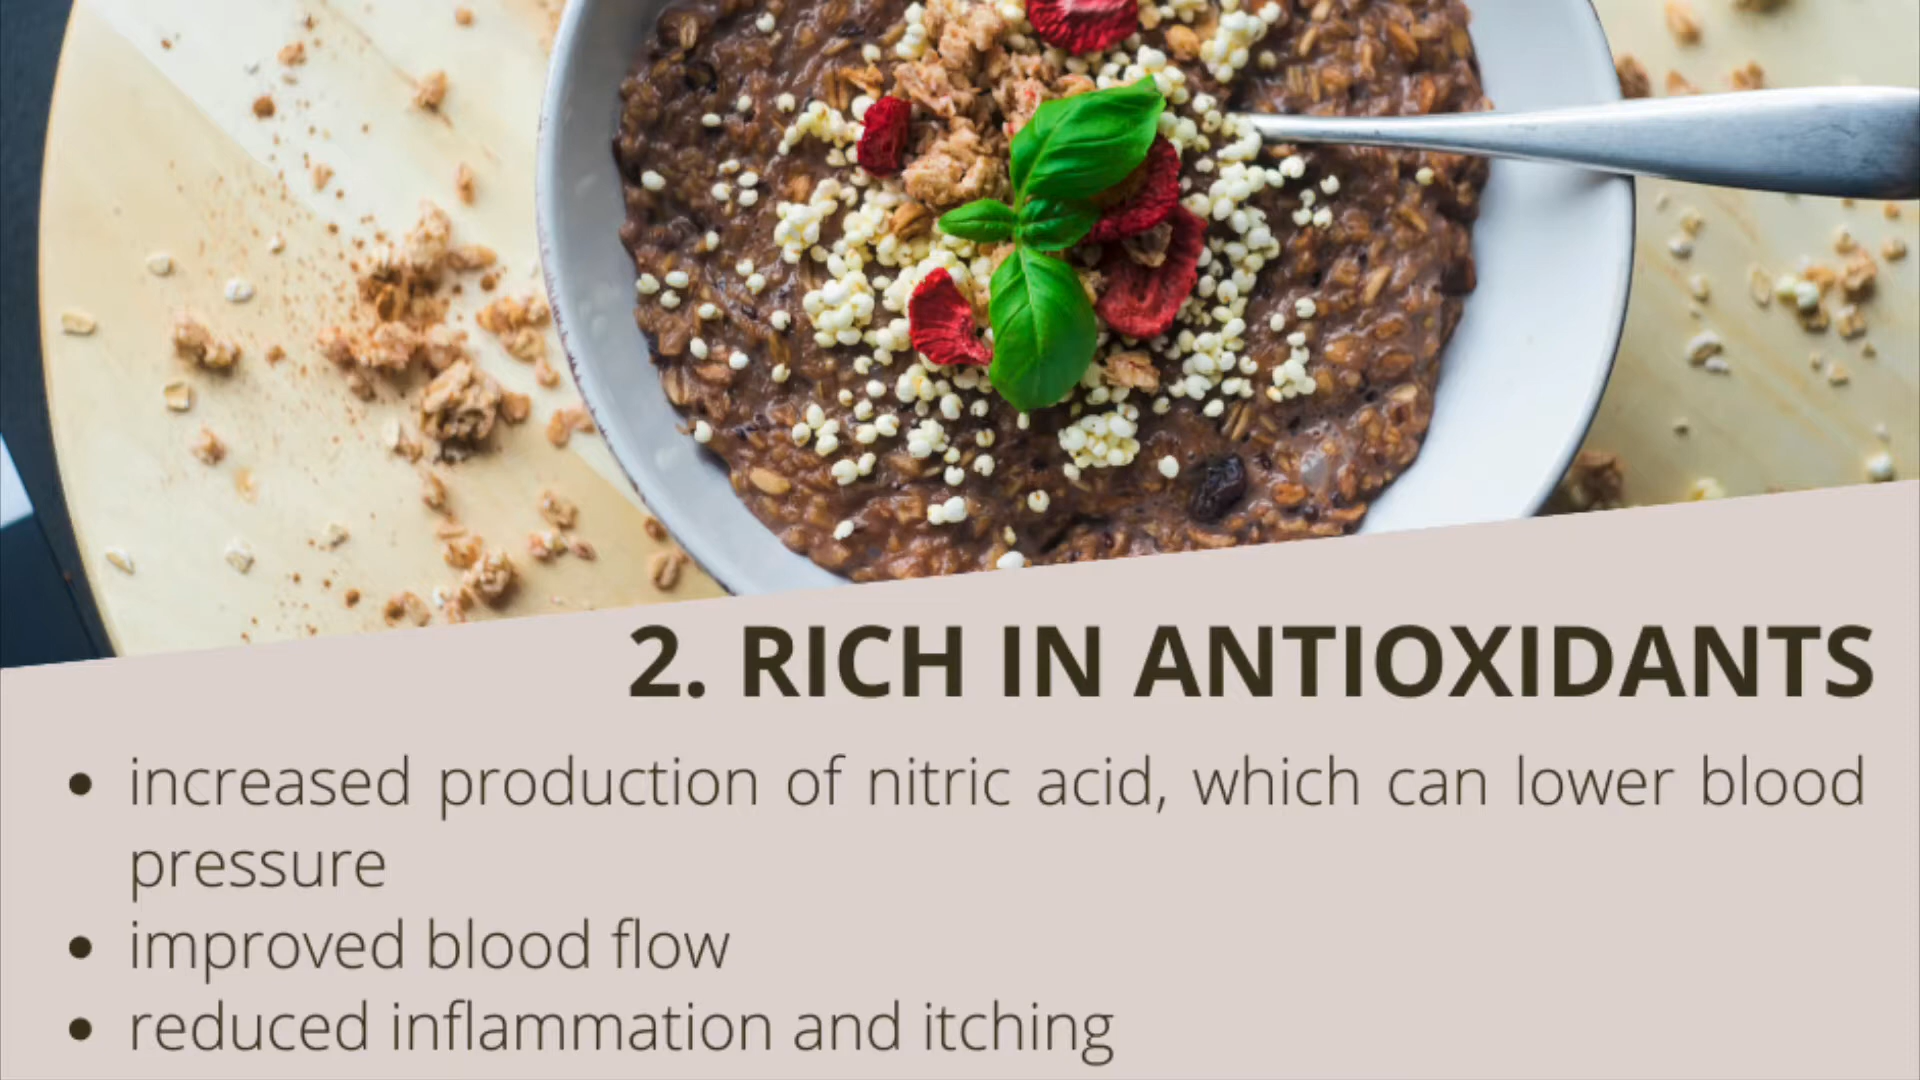 2. RICH IN ANTIOXIDANTS
• increased production of nitric acid, which can lower blood
pressure
• improved blood flow
• reduced inflammation and itching